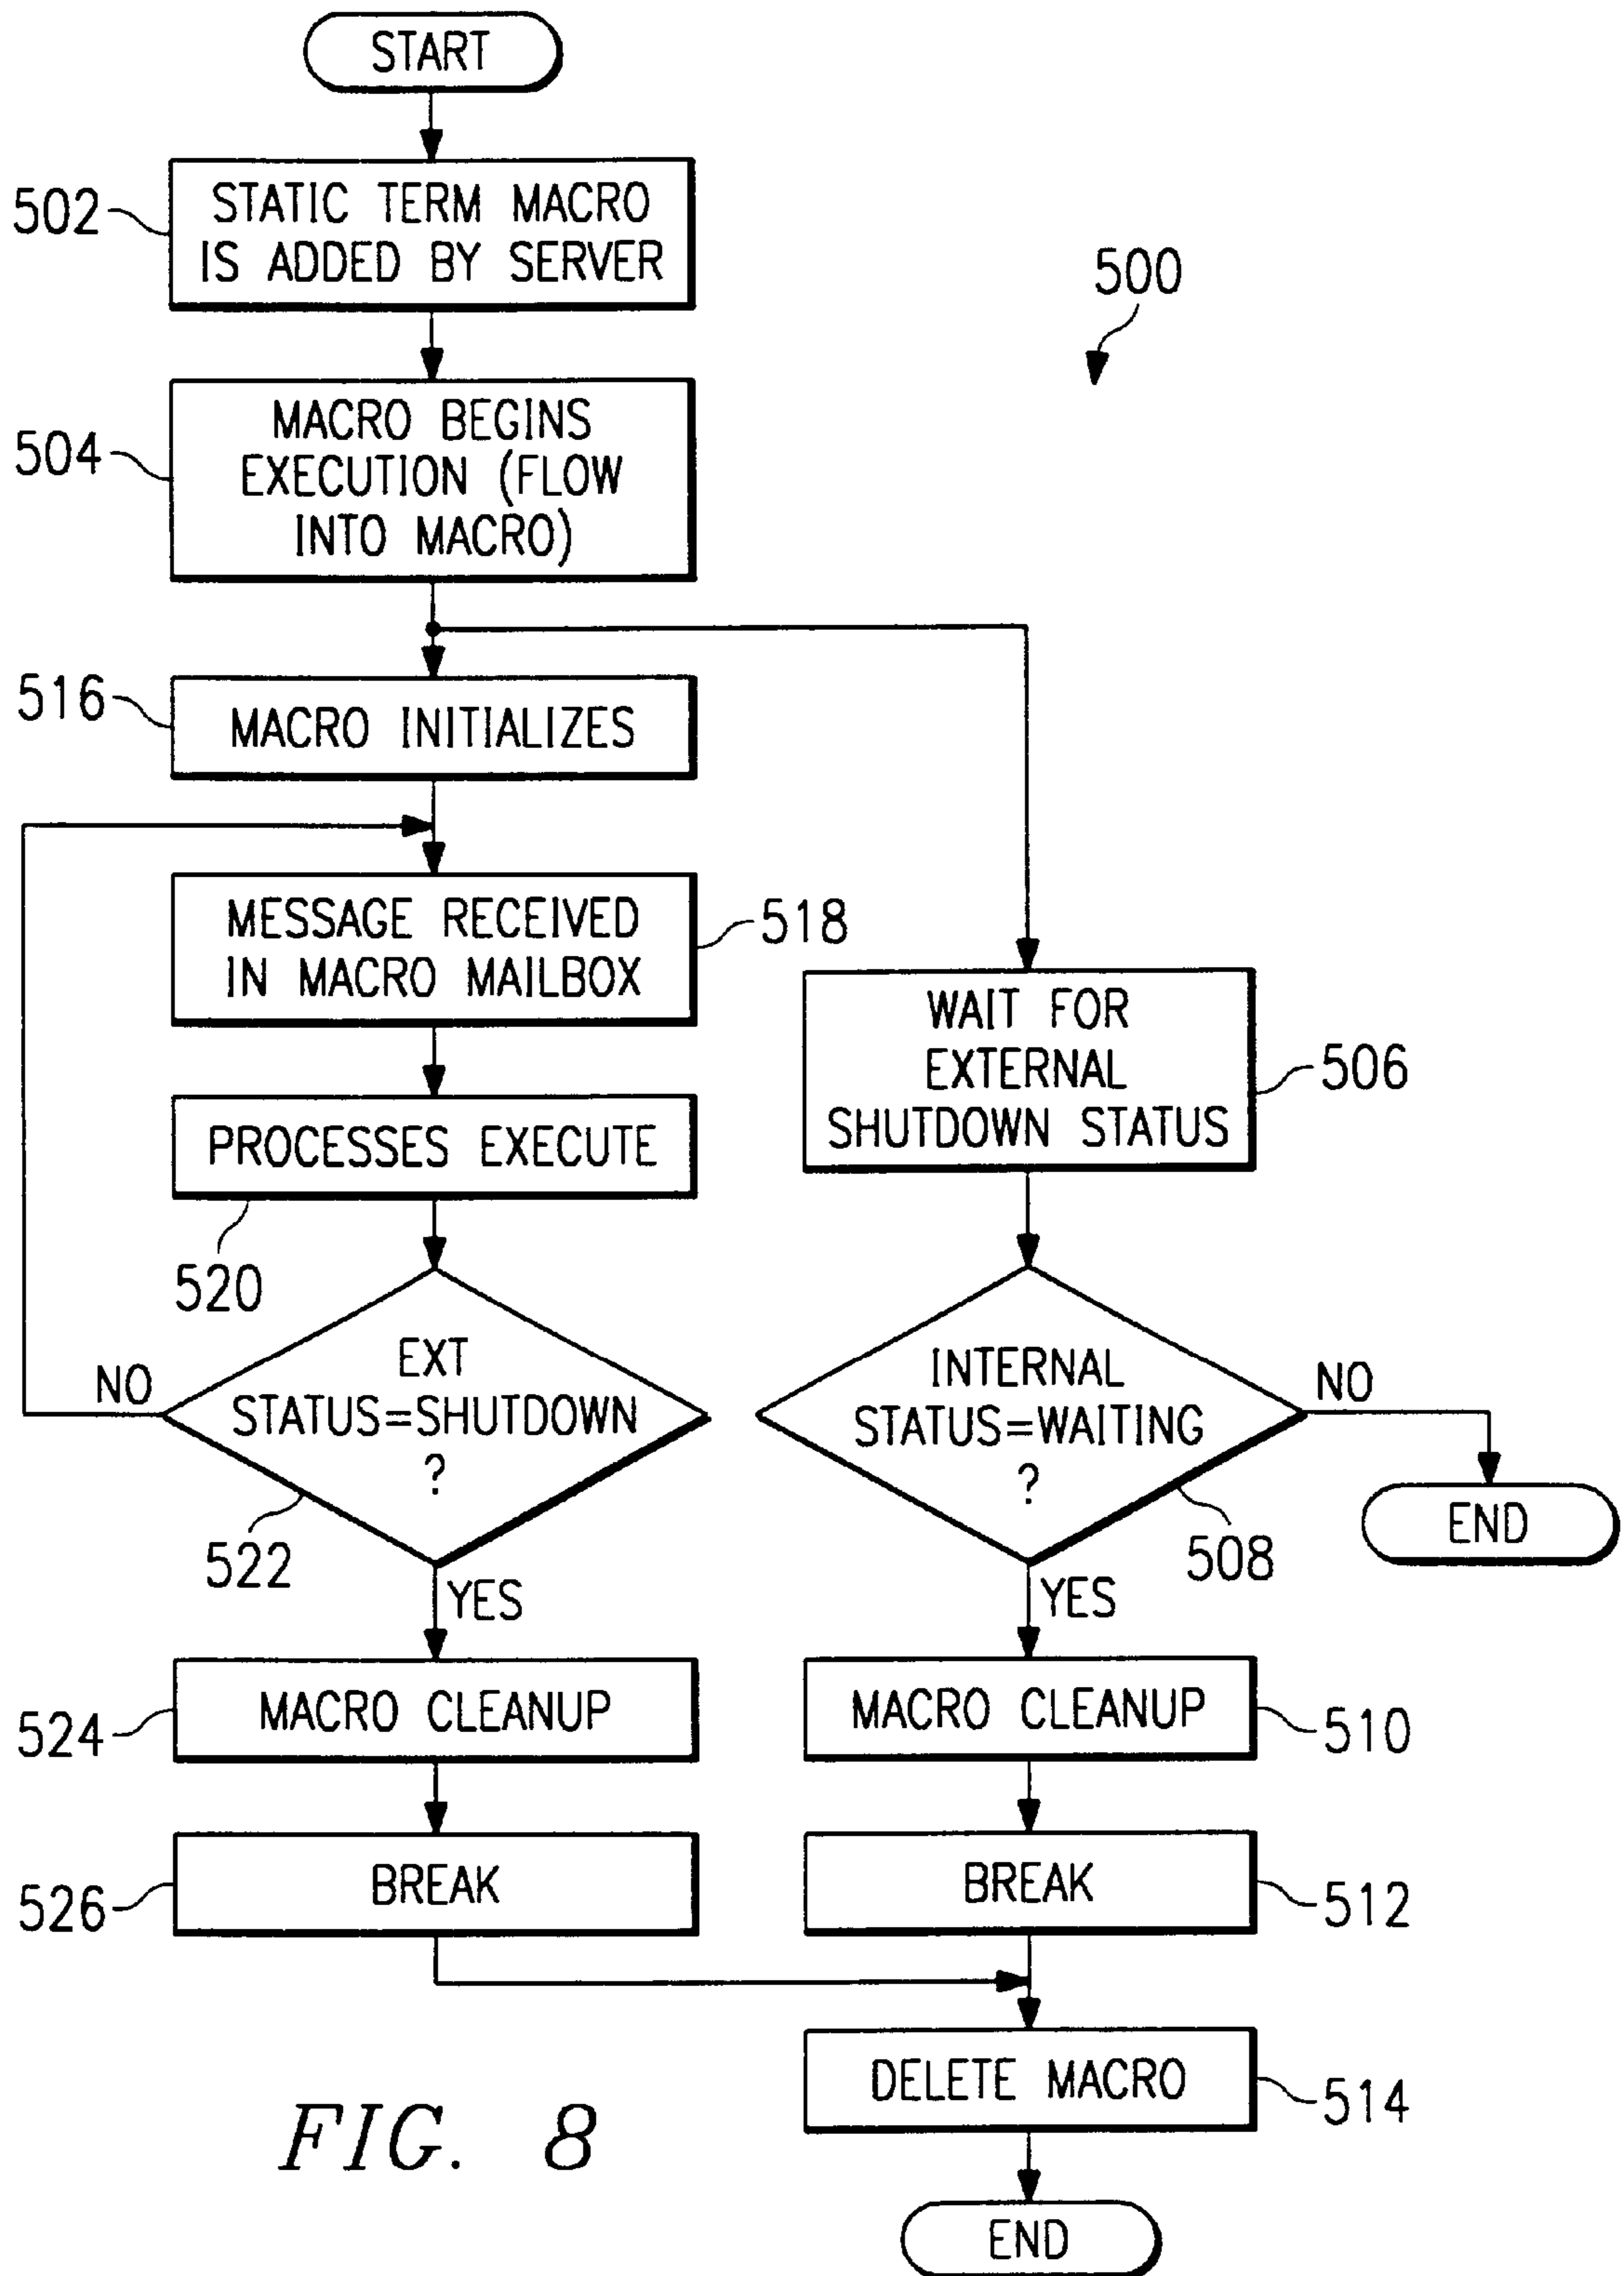 START
502
STATIC TERM MACRO
IS ADDED BY SERVER
500
504
MACRO BEGINS
EXECUTION (FLOW
INTO MACRO)
516
MACRO INITIALIZES
MESSAGE RECEIVED
IN MACRO MAILBOX
518
WAIT FOR
EXTERNAL
SHUTDOWN STATUS
506
PROCESSES EXECUTE
520
EXT
STATUS=SHUTDOWN
?
NO
522
YES
INTERNAL
STATUS=WAITING
?
NO
END
508
YES
524
MACRO CLEANUP
MACRO CLEANUP
510
526
BREAK
BREAK
512
DELETE MACRO
514
FIG. 8
END